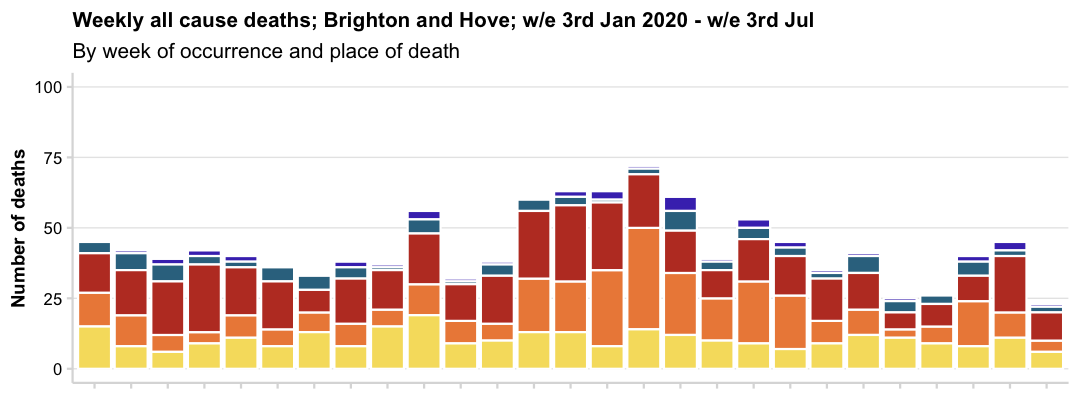 Weekly all cause deaths; Brighton and Hove; w/e 3rd Jan 2020 - w/e 3rd Jul
By week of occurrence and place of death
Number of deaths
100
75
50
25
0